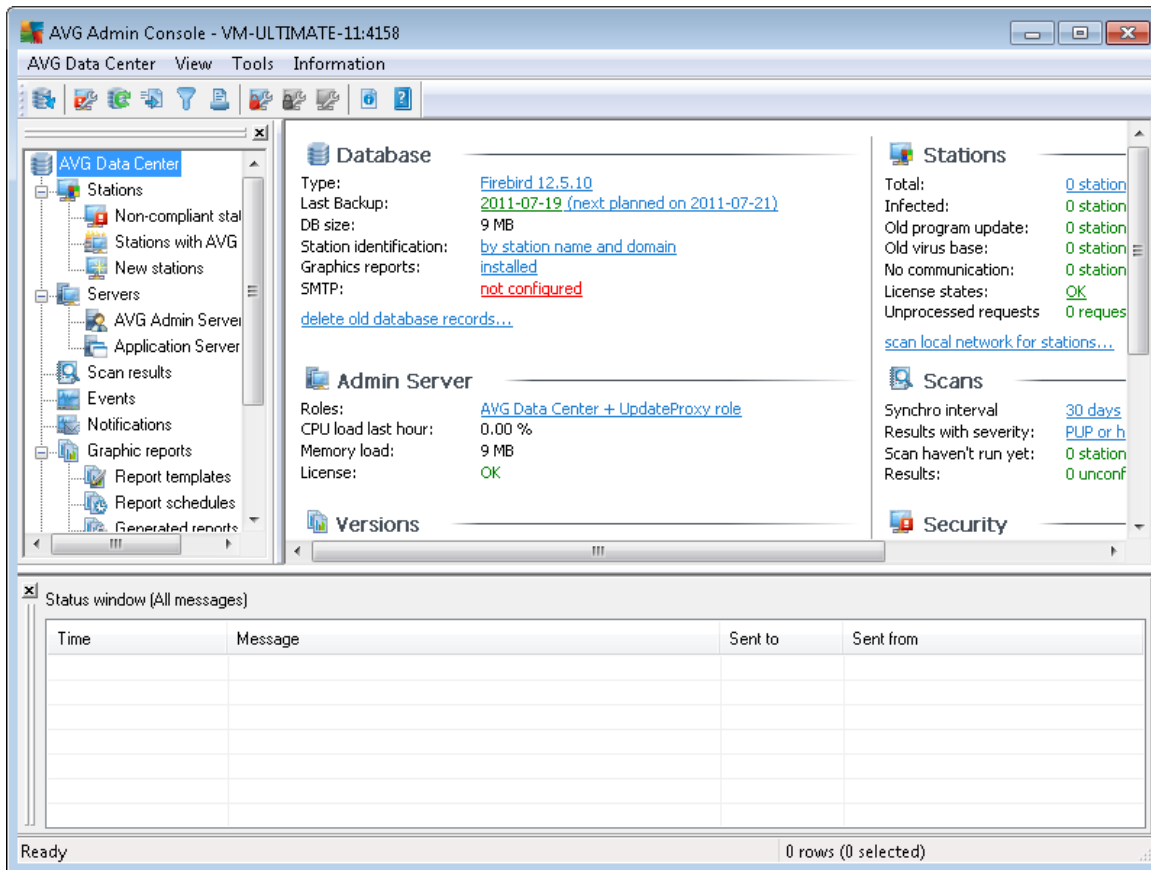 AVG Admin Console - VM-ULTIMATE-11:4158
AVG Data Center View Tools Information
AVG Data Center
Stations
Non-compliant stat
Stations with AVG
New stations
Servers
AVG Admin Server
Application Server
Scan results
Events
Notifications
Graphic reports
Report templates
Report schedules
Generated reports
Database
Type: Firebird 12.5.10
Last Backup: 2011-07-19 (next planned on 2011-07-21)
DB size: 9 MB
Station identification: by station name and domain
Graphics reports: installed
SMTP: not configured
delete old database records...
Admin Server
Roles: AVG Data Center + UpdateProxy role
CPU load last hour: 0.00 %
Memory load: 9 MB
License: OK
Versions
Stations
Total: 0 station
Infected: 0 station
Old program update: 0 station
Old virus base: 0 station
No communication: 0 station
License states: OK
Unprocessed requests 0 reques
scan local network for stations...
Scans
Synchro interval 30 days
Results with severity: PUP or h
Scan haven't run yet: 0 station
Results: 0 unconf
Security
Status window (All messages)
Time Message Sent to Sent from
Ready 0 rows (0 selected)